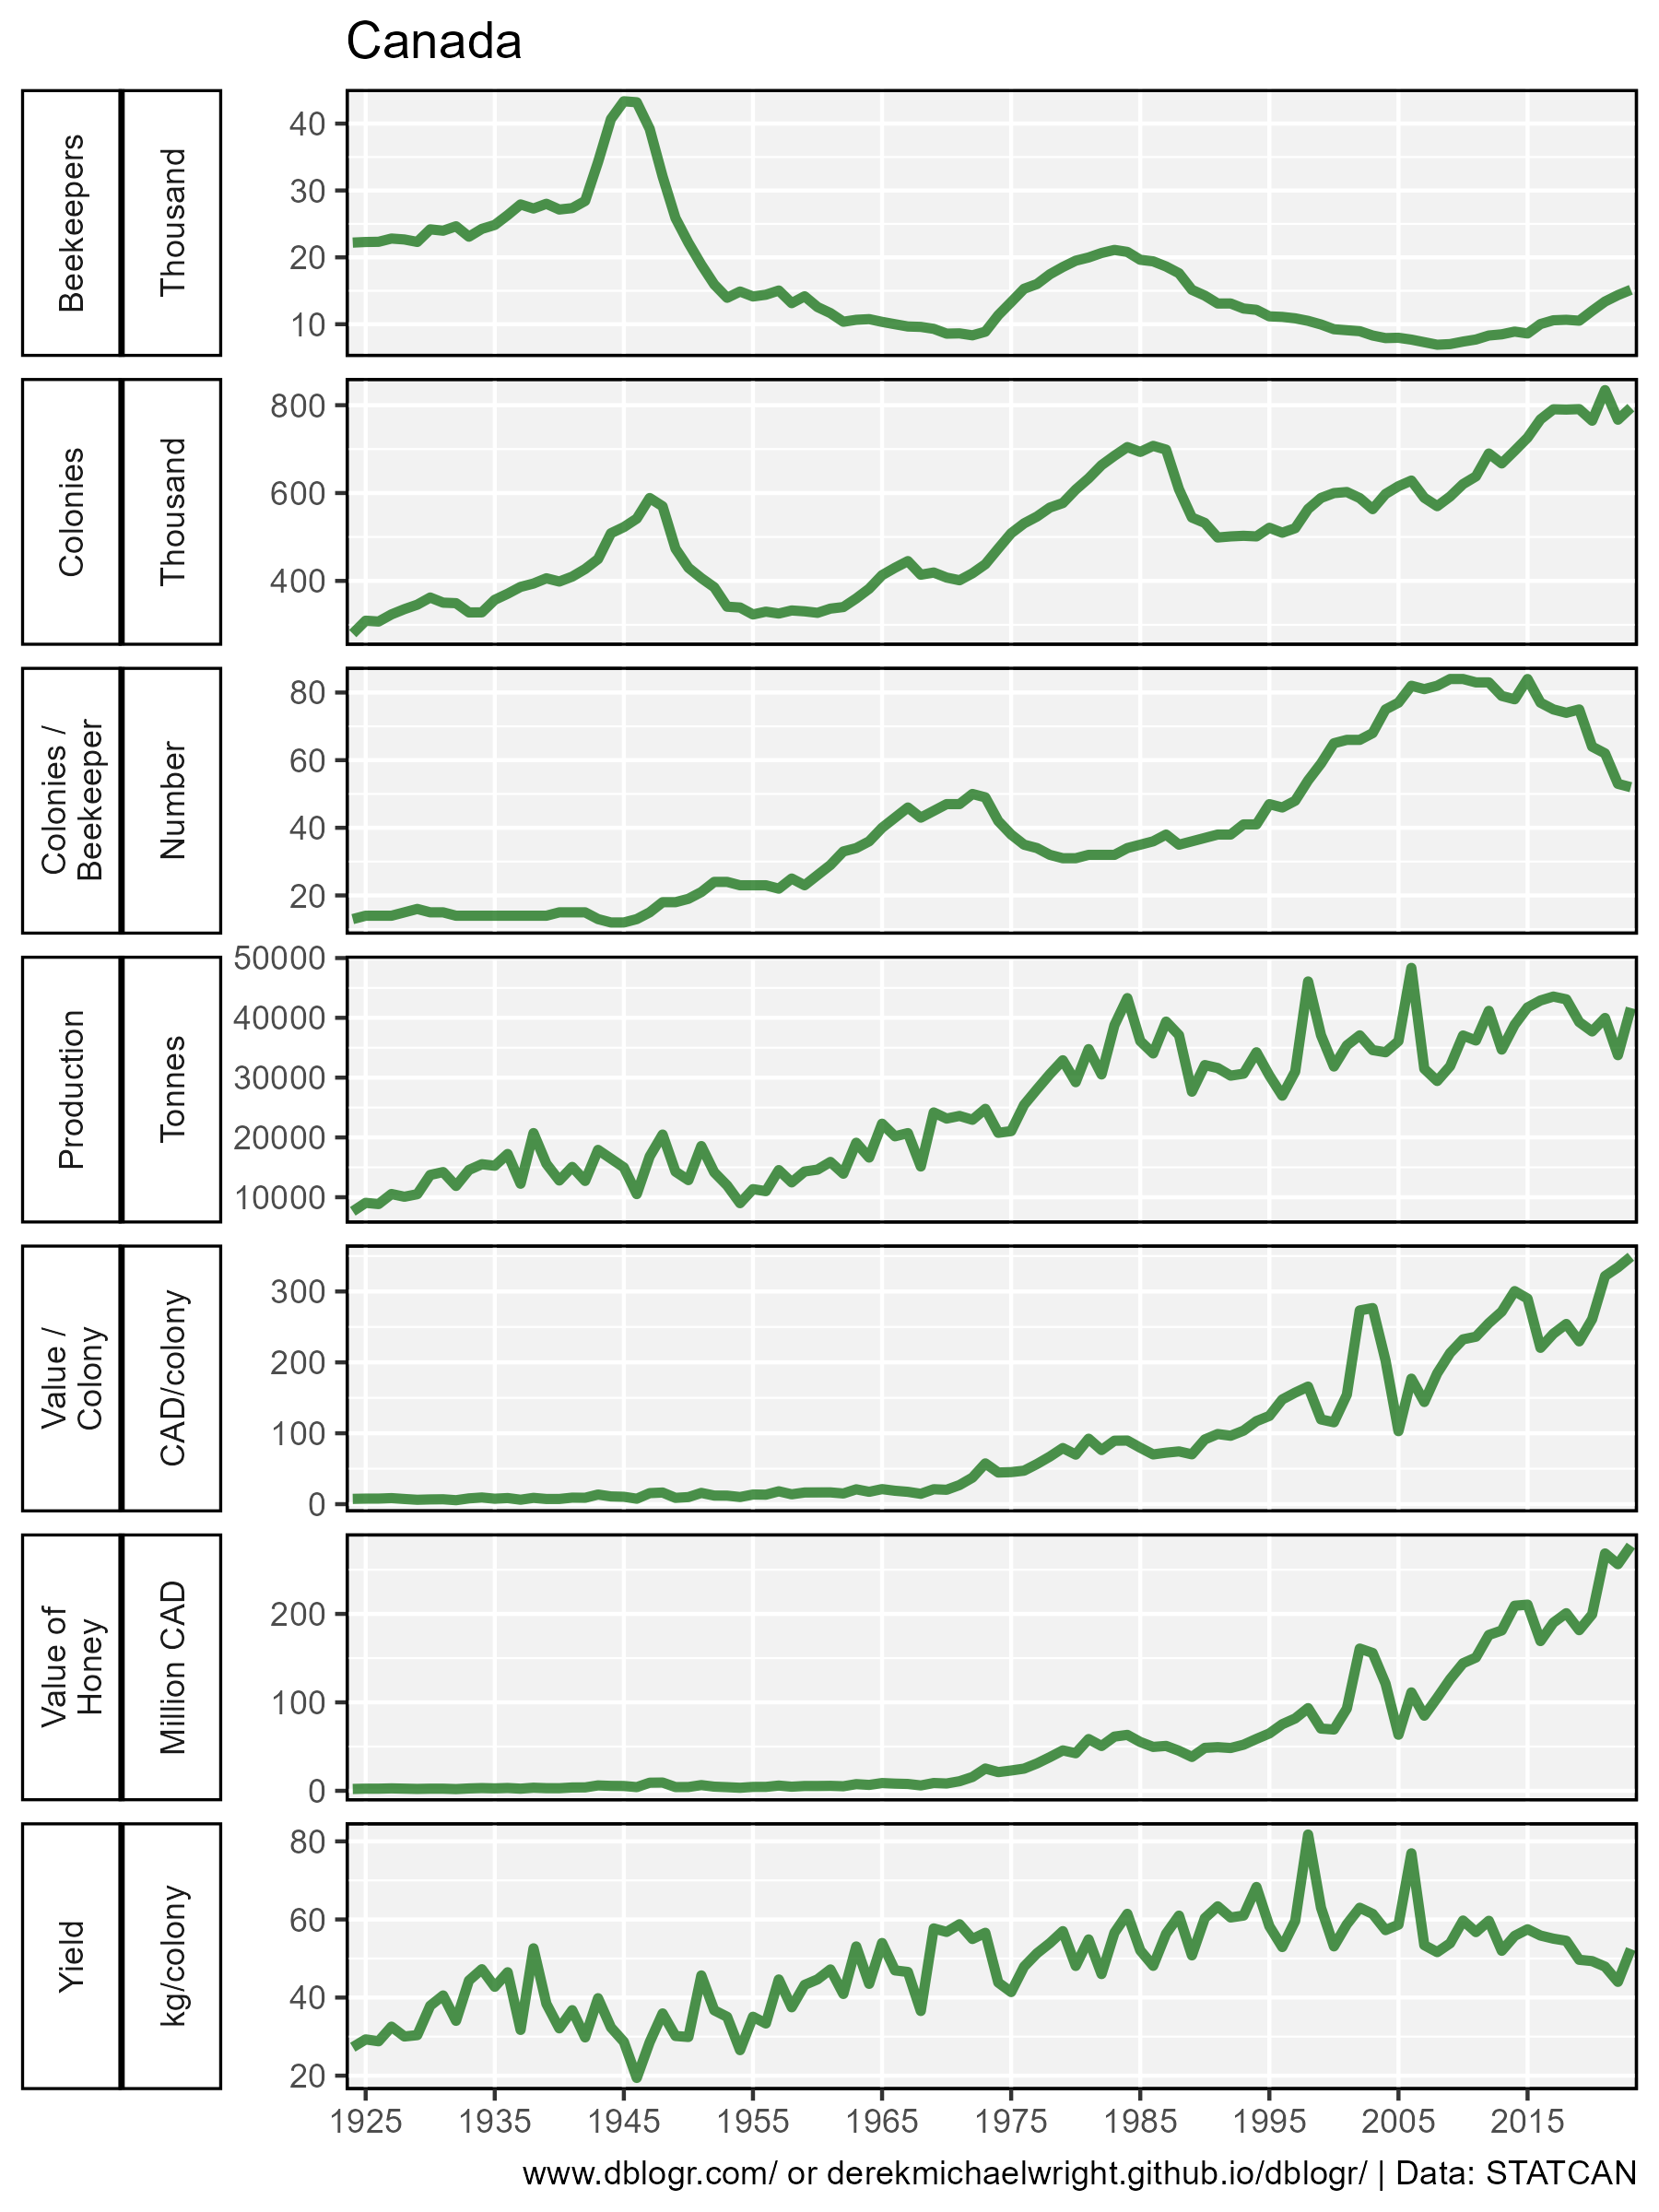 Canada
Beekeepers
Thousand
40
30
20
10
Colonies
Thousand
800
600
400
Colonies /
Beekeeper
Number
80
60
40
20
Production
Tonnes
50000
40000
30000
20000
10000
Value /
Colony
CAD/colony
300
200
100
0
Value of
Honey
Million CAD
200
100
0
Yield
kg/colony
80
60
40
20
1925 1935 1945 1955 1965 1975 1985 1995 2005 2015
www.dblogr.com/ or derekmichaelwright.github.io/dblogr/ | Data: STATCAN